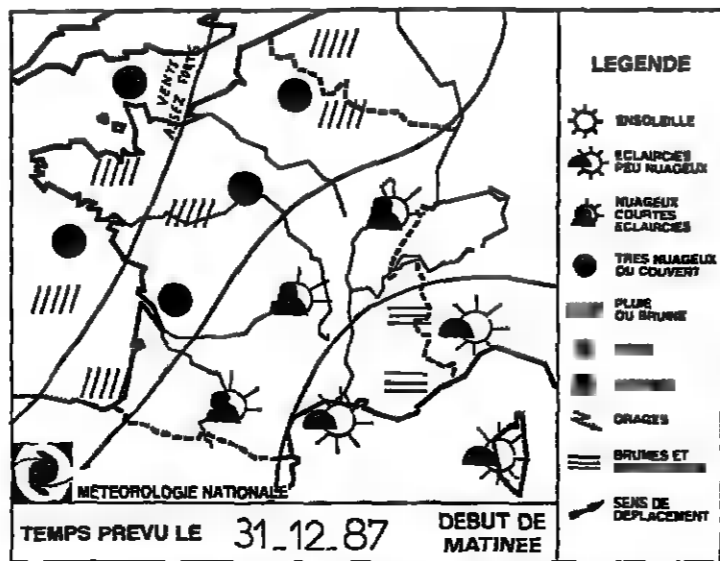 VENTS
ASSEZ FORTS
METEOROLOGIE NATIONALE
TEMPS PREVU LE 31_12_87 DEBUT DE
MATINEE
LEGENDE
ENSOLEILLE
ECLAIRCIES
PEU NUAGEUX
NUAGEUX
COURTES
ECLAIRCIES
TRES NUAGEUX
OU COUVERT
PLUIE
OU BRUINE
ORAGES
BRUMES ET
SENS DE
DEPLACEMENT